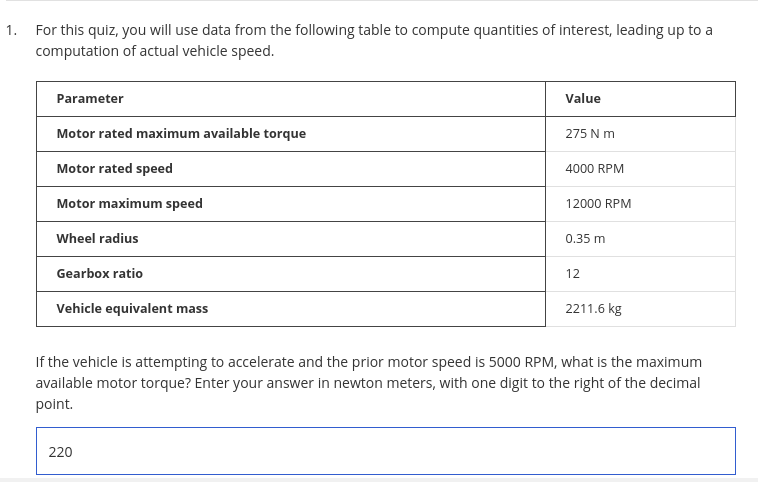 1. For this quiz, you will use data from the following table to compute quantities of interest, leading up to a
computation of actual vehicle speed.
Parameter Value
Motor rated maximum available torque 275 N m
Motor rated speed 4000 RPM
Motor maximum speed 12000 RPM
Wheel radius 0.35 m
Gearbox ratio 12
Vehicle equivalent mass 2211.6 kg
If the vehicle is attempting to accelerate and the prior motor speed is 5000 RPM, what is the maximum
available motor torque? Enter your answer in newton meters, with one digit to the right of the decimal
point.
220